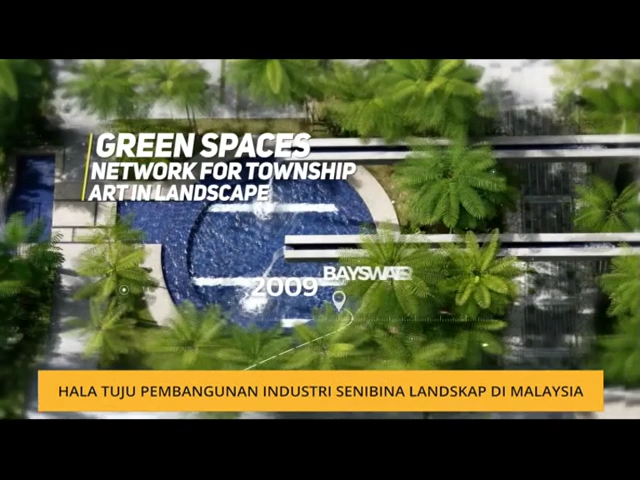 GREEN SPACES
NETWORK FOR TOWNSHIP
ART IN LANDSCAPE
2009
HALA TUJU PEMBANGUNAN INDUSTRI SENIBINA LANDSKAP DI MALAYSIA